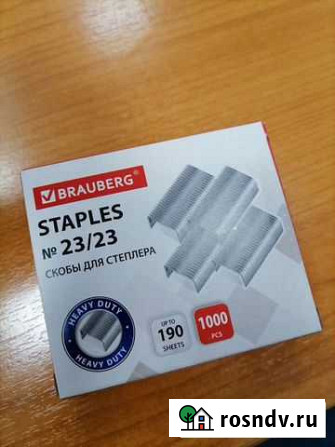 BRAUBERG®
STAPLES
№ 23/23
СКОБЫ ДЛЯ СТЕПЛЕРА
HEAVY DUTY
HEAVY DUTY
UP TO
190
SHEETS
1000
PCS
rosndv.ru